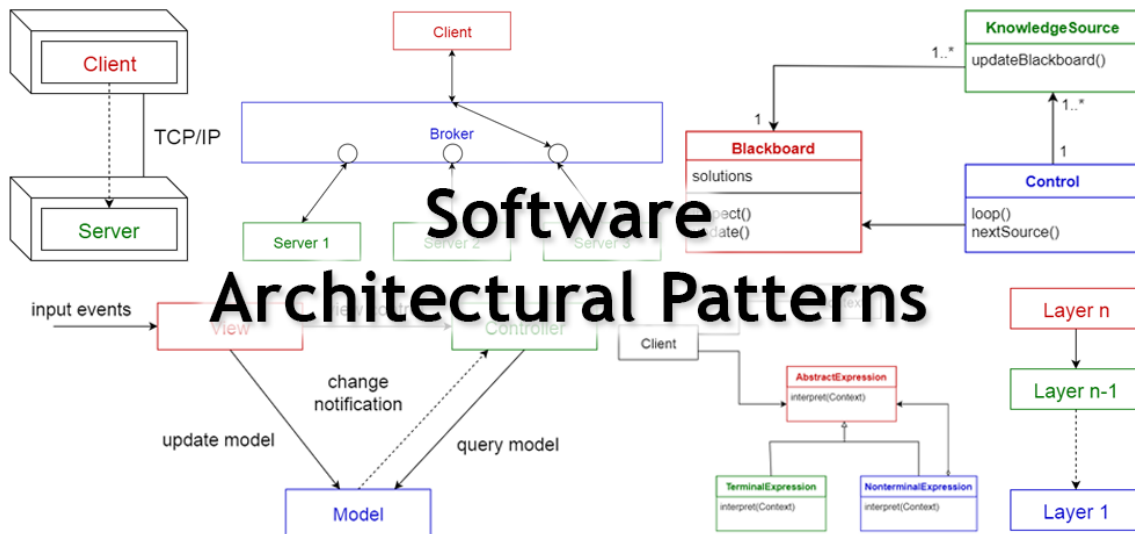 Client
TCP/IP
Server
Client
Broker
Server 1
Server 2
Server 3
KnowledgeSource
updateBlackboard()
1..*
1..*
1
1
Blackboard
solutions
Control
loop()
nextSource()
Software
Architectural Patterns
input events
View
Controller
change
notification
update model
query model
Model
Client
AbstractExpression
interpret(Context)
TerminalExpression
interpret(Context)
NonterminalExpression
interpret(Context)
Layer n
Layer n-1
Layer 1